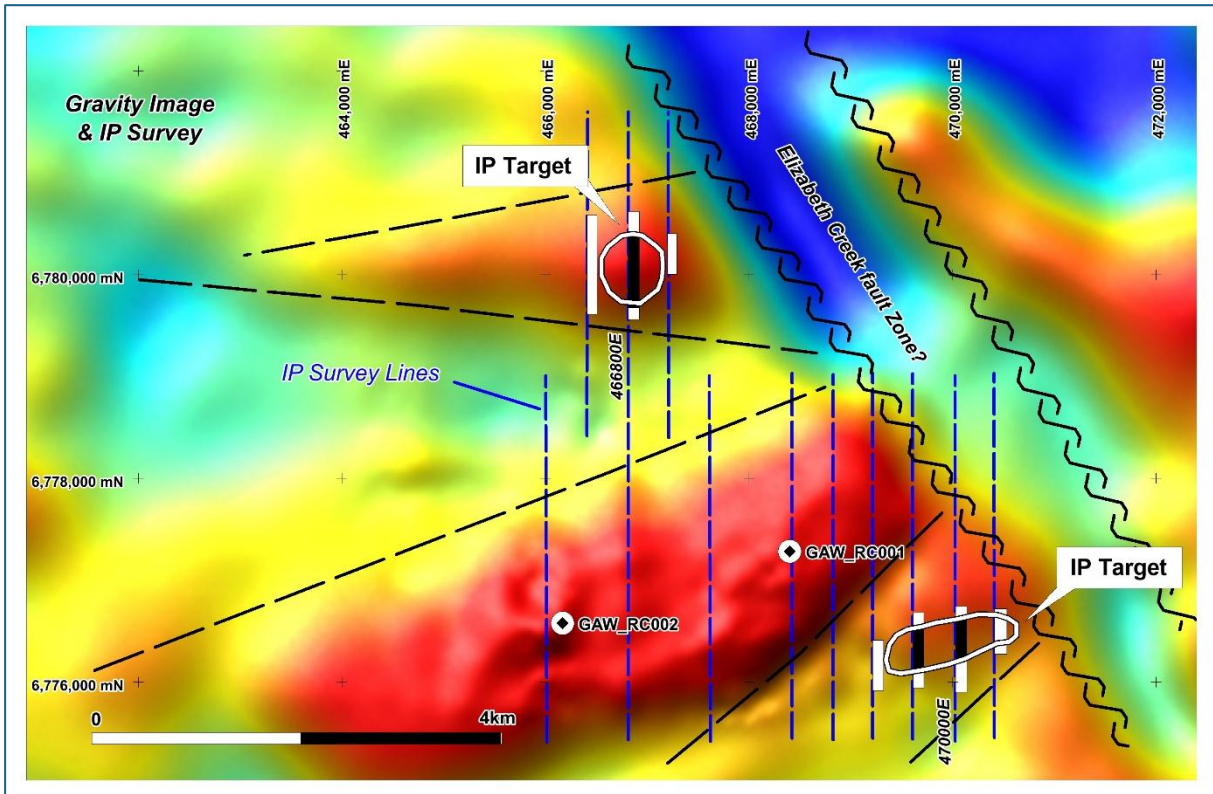 Gravity Image
& IP Survey
464,000 mE
466,000 mE
468,000 mE
470,000 mE
472,000 mE
IP Target
Elizabeth Creek fault Zone?
6,780,000 mN
466800E
IP Survey Lines
6,778,000 mN
GAW_RC001
IP Target
GAW_RC002
6,776,000 mN
0
4km
470000E